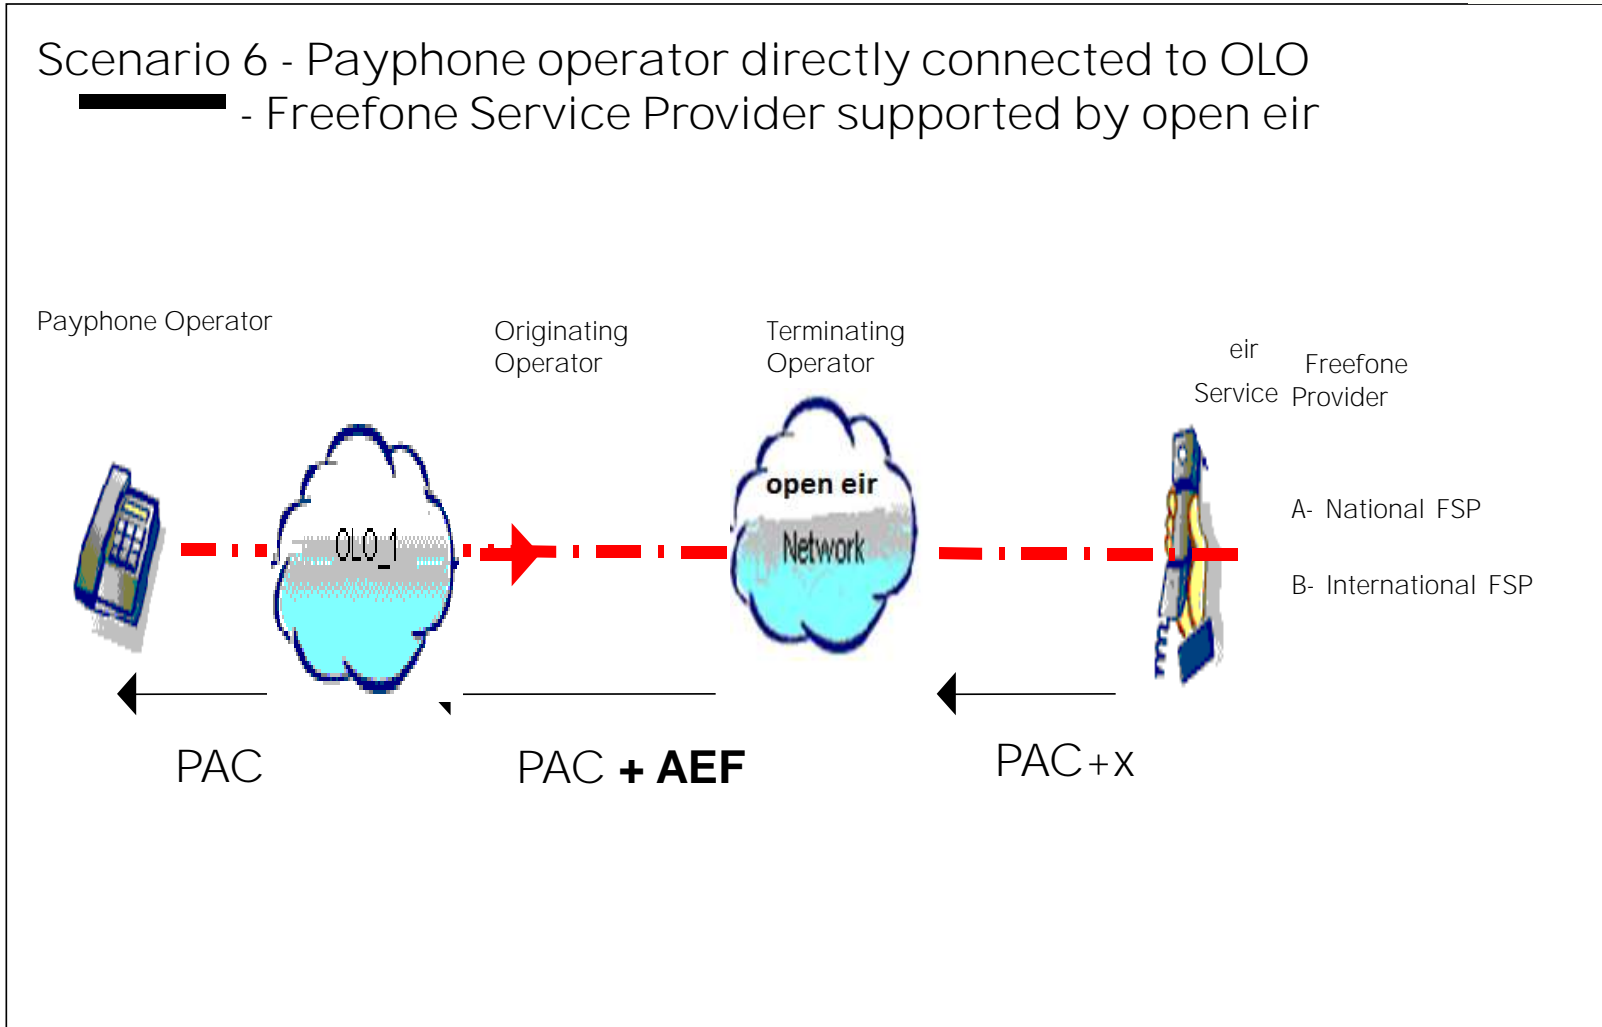 Scenario 6 - Payphone operator directly connected to OLO
- Freefone Service Provider supported by open eir
Payphone Operator
Originating
Operator
Terminating
Operator
eir Freefone
Service Provider
OLO_1
open eir
Network
A- National FSP
B- International FSP
PAC
PAC + AEF
PAC+x